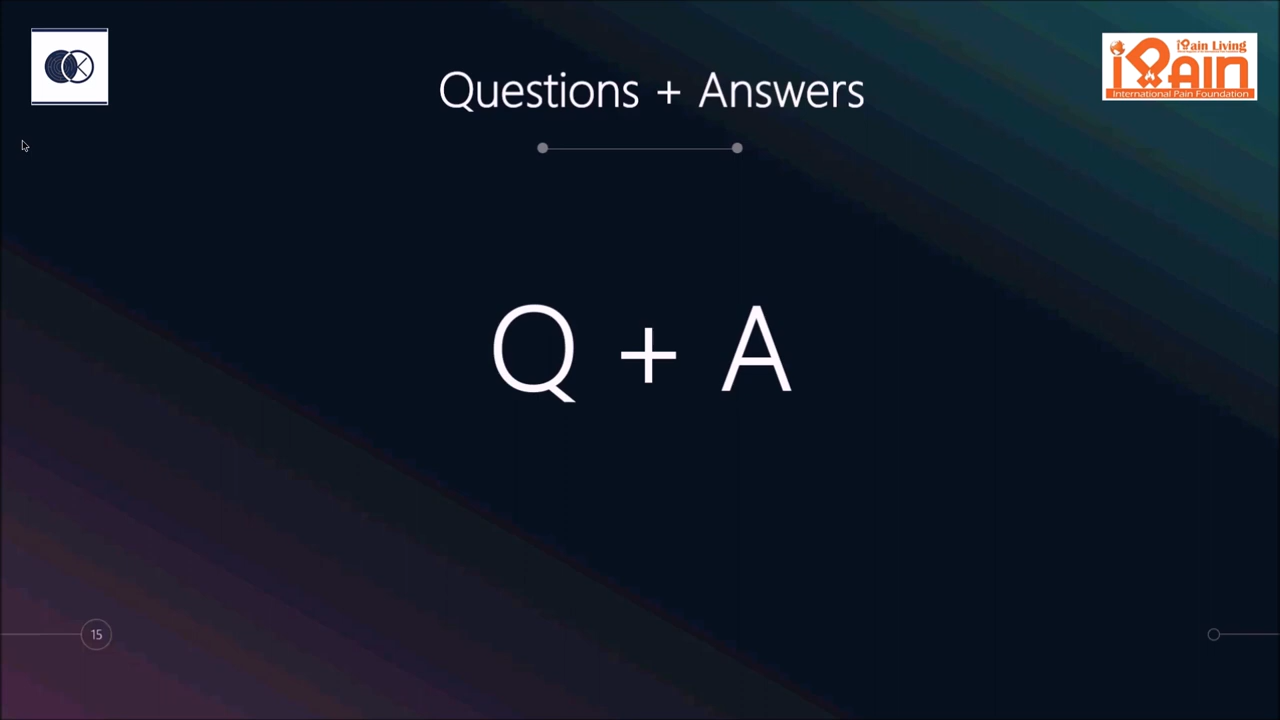 Questions + Answers
iPain Living
iPAIN
International Pain Foundation
Q + A
15